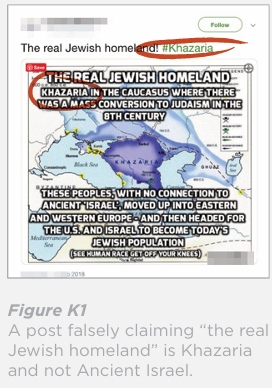 Follow
The real Jewish homeland! #Khazaria
Save
THE REAL JEWISH HOMELAND
KHAZARIA IN THE CAUCASUS WHERE THERE
WAS A MASS CONVERSION TO JUDAISM IN THE
8TH CENTURY
KHAZARIA
Black Sea
BYZANTINE
THESE PEOPLES, WITH NO CONNECTION TO
ANCIENT 'ISRAEL', MOVED UP INTO EASTERN
AND WESTERN EUROPE - AND THEN HEADED FOR
THE U.S. AND ISRAEL TO BECOME TODAY'S
JEWISH POPULATION
Mediterranean
Sea
(SEE HUMAN RACE GET OFF YOUR KNEES)
2018
Figure K1
A post falsely claiming “the real
Jewish homeland” is Khazaria
and not Ancient Israel.